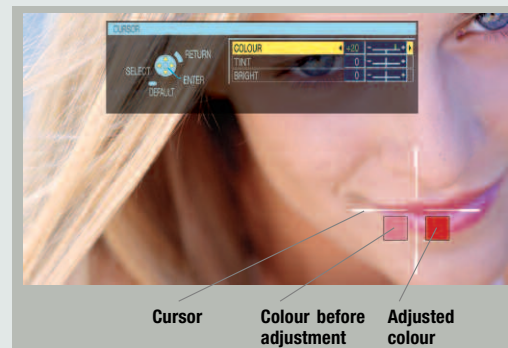 CURSOR
RETURN
SELECT
ENTER
DEFAULT
COLOUR +20 - +
TINT 0 - +
BRIGHT 0 - +
Cursor
Colour before
adjustment
Adjusted
colour